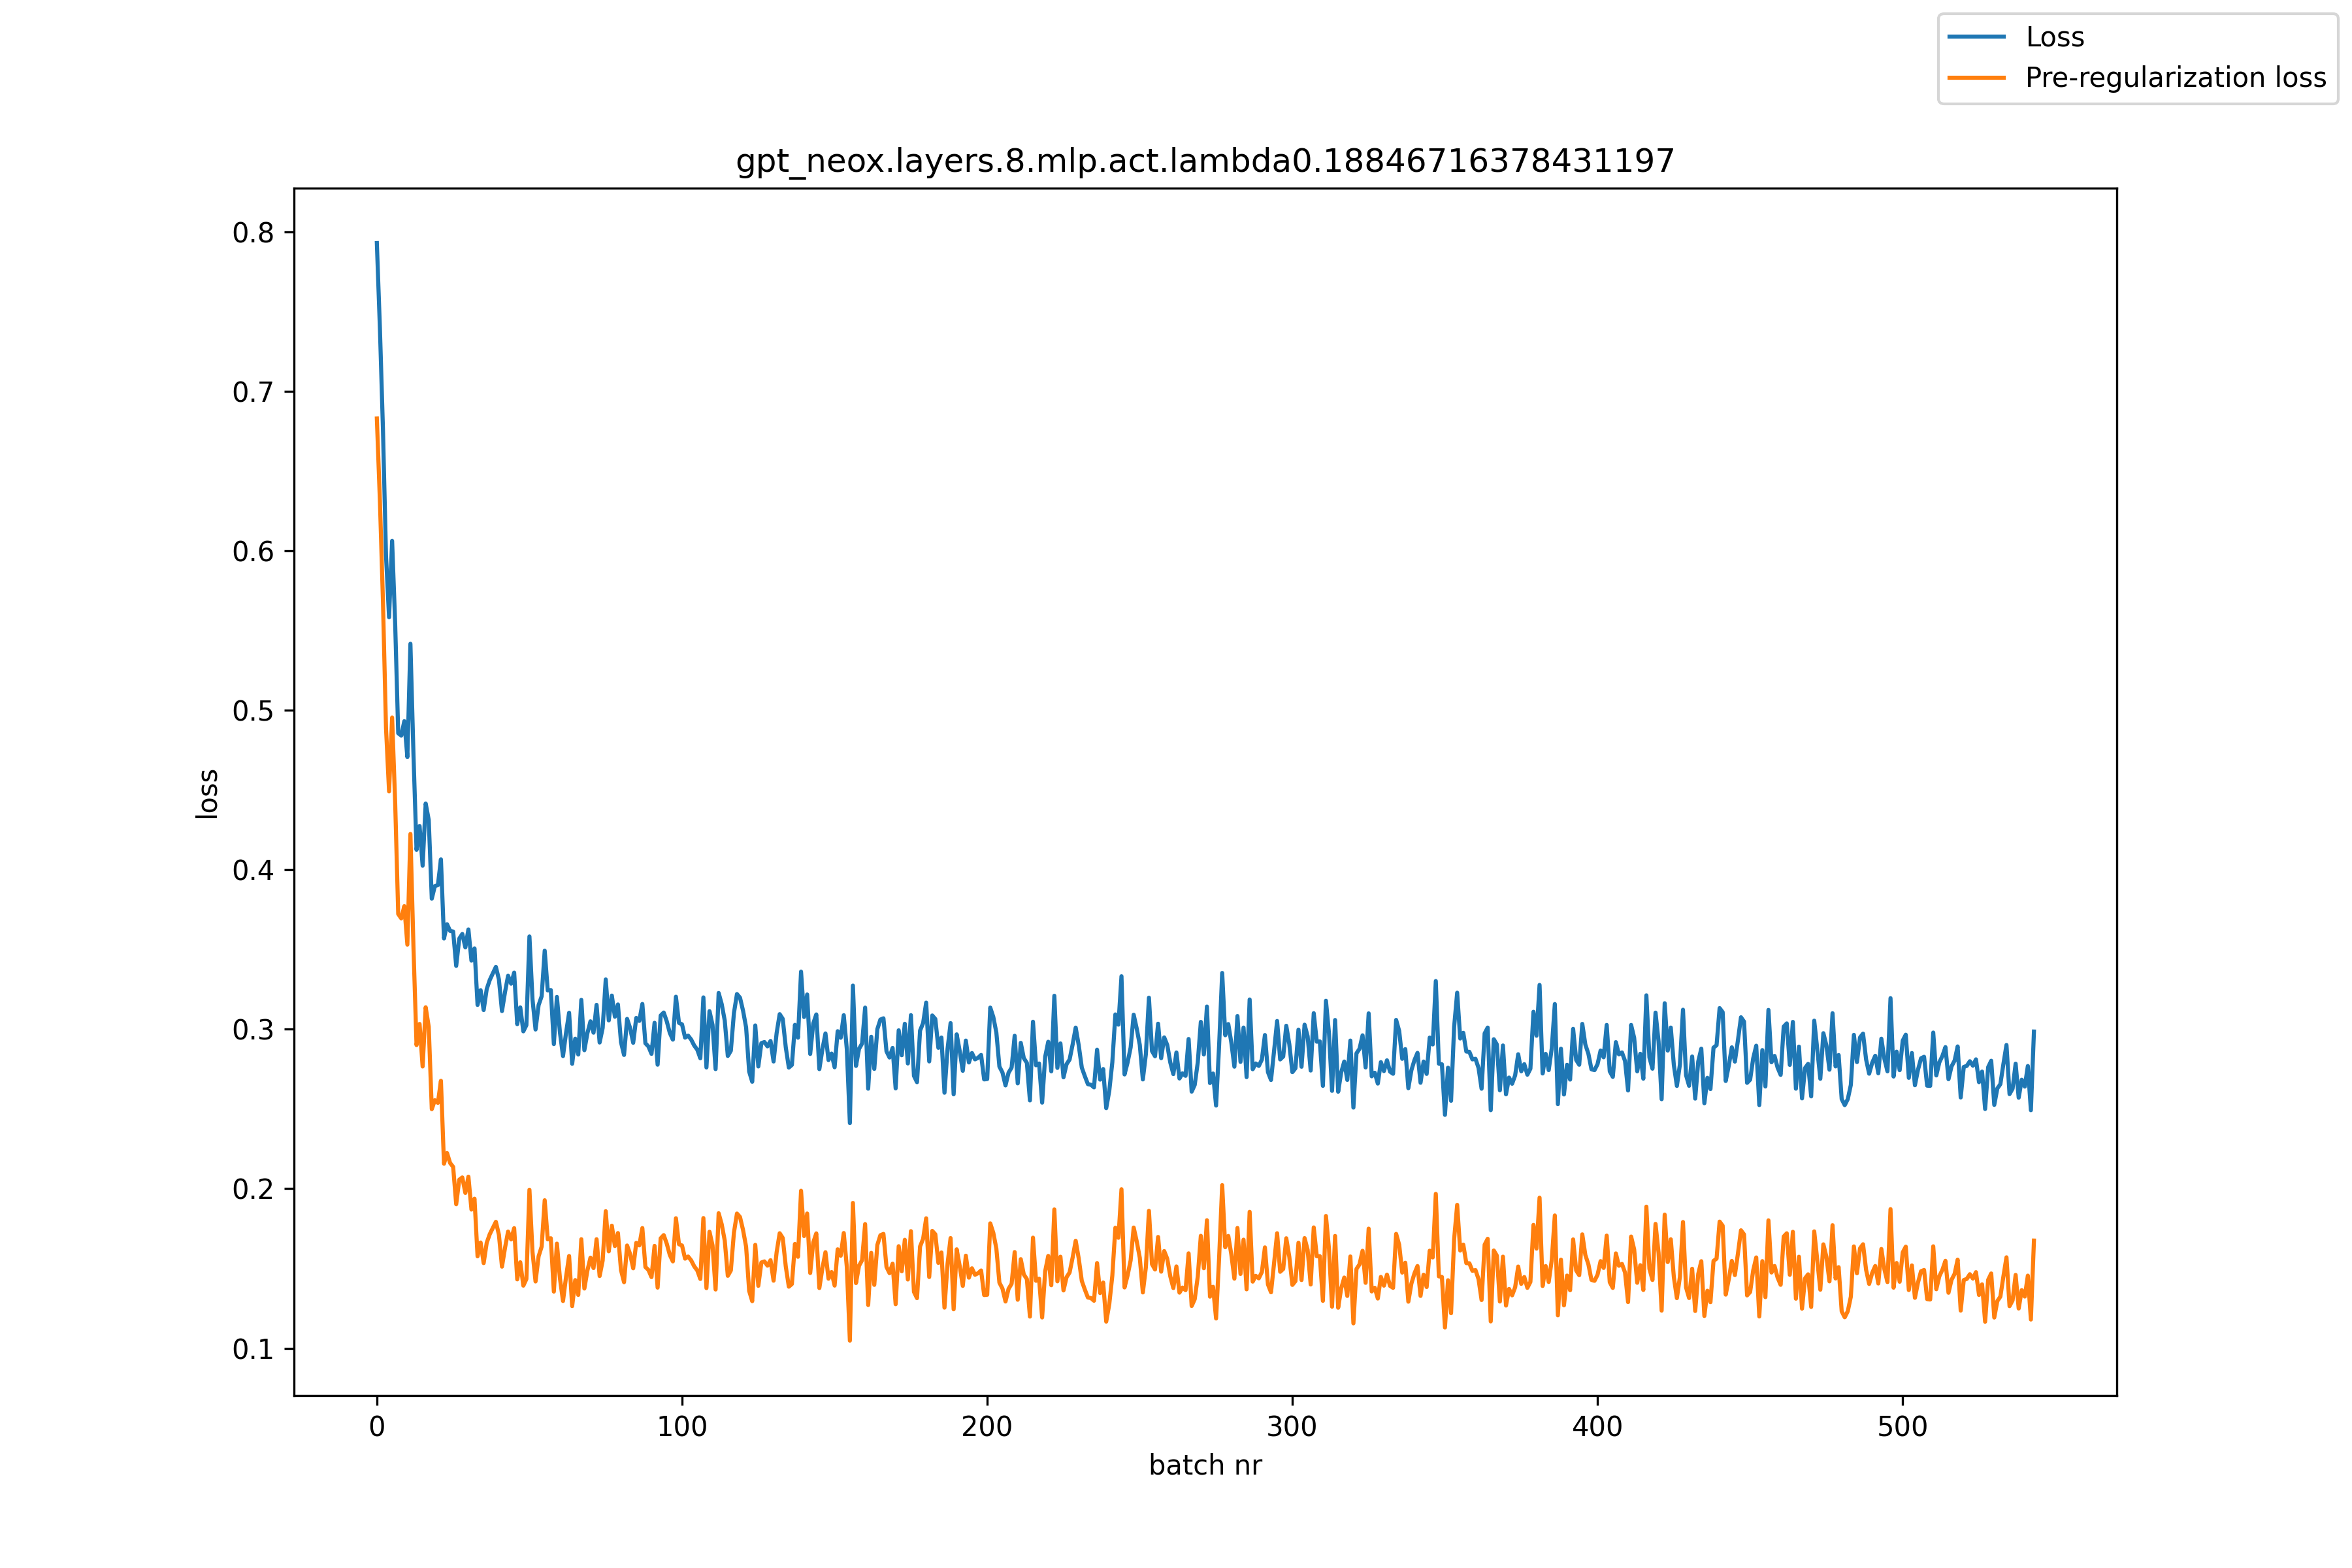 Loss
Pre-regularization loss
gpt_neox.layers.8.mlp.act.lambda0.18846716378431197
0.8
0.7
0.6
0.5
0.4
0.3
0.2
0.1
loss
0 100 200 300 400 500
batch nr